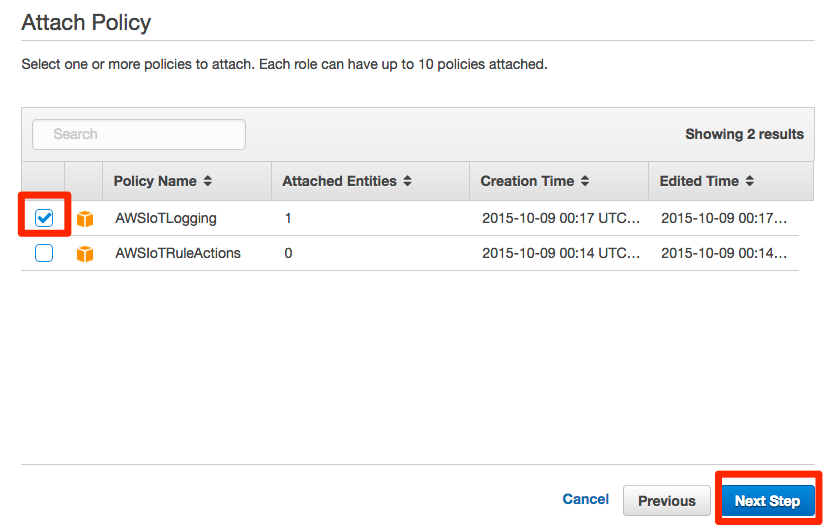 Attach Policy
Select one or more policies to attach. Each role can have up to 10 policies attached.
Search
Showing 2 results
Policy Name Attached Entities Creation Time Edited Time
AWSIoTLogging 1 2015-10-09 00:17 UTC… 2015-10-09 00:17…
AWSIoTRuleActions 0 2015-10-09 00:14 UTC… 2015-10-09 00:14…
Cancel Previous Next Step